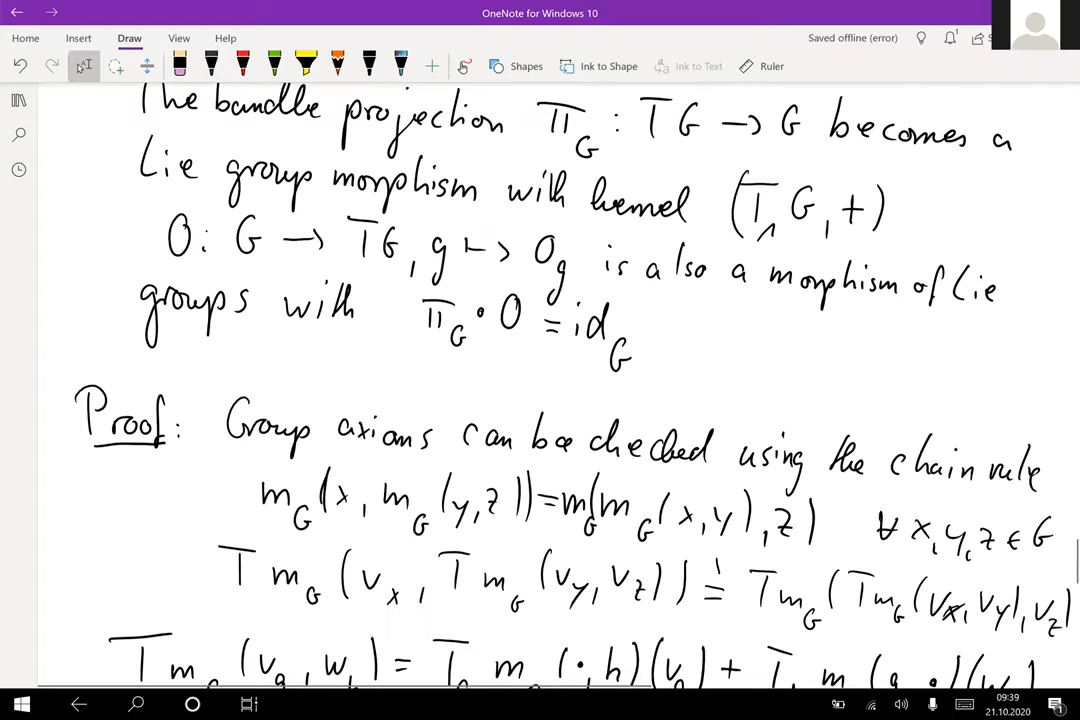 OneNote for Windows 10
Home Insert Draw View Help Saved offline (error)
Shapes Ink to Shape Ink to Text Ruler
The bandle projection π_G : TG → G becomes a
Lie group morphism with kernel (T_1 G, +)
0: G → TG, g ↦ 0_g is also a morphism of Lie
groups with π_G ∘ 0 = id_G
Proof: Group axioms can be checked using the chain rule
m_G(x, m_G(y,z)) = m_G(m_G(x,y),z) ∀ x,y,z ∈ G
Tm_G(v_x, Tm_G(v_y, v_z)) = Tm_G(Tm_G(v_x, v_y), v_z)
09:39
21.10.2020